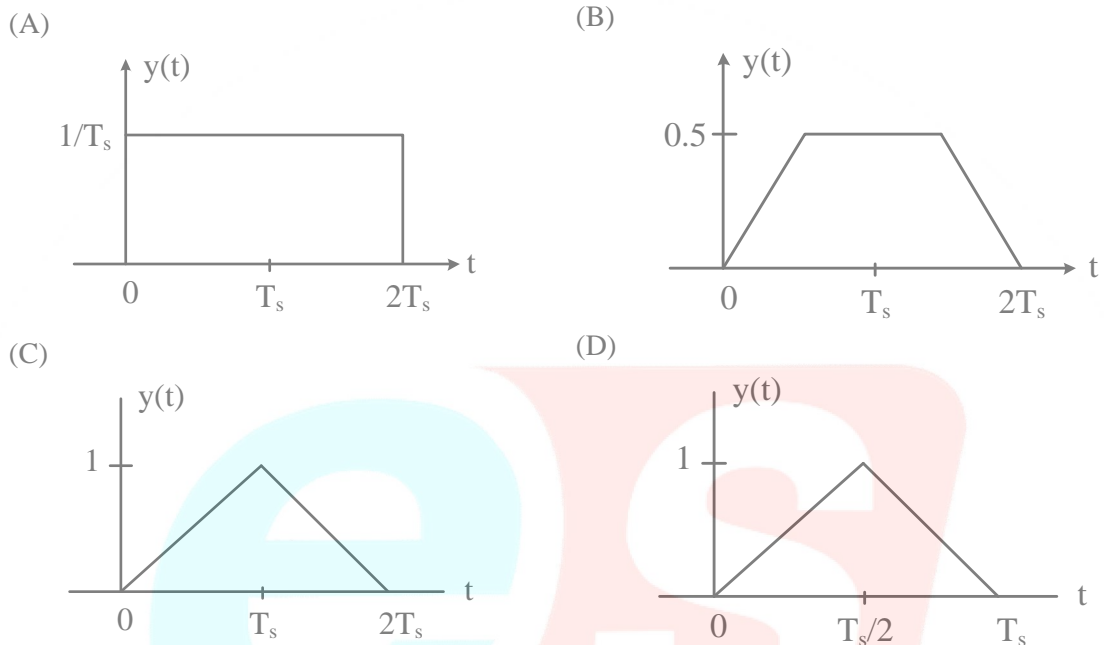 (A)
y(t)
1/Tₛ
t
0 Tₛ 2Tₛ
(B)
y(t)
0.5
t
0 Tₛ 2Tₛ
(C)
y(t)
1
t
0 Tₛ 2Tₛ
(D)
y(t)
1
t
0 Tₛ/2 Tₛ